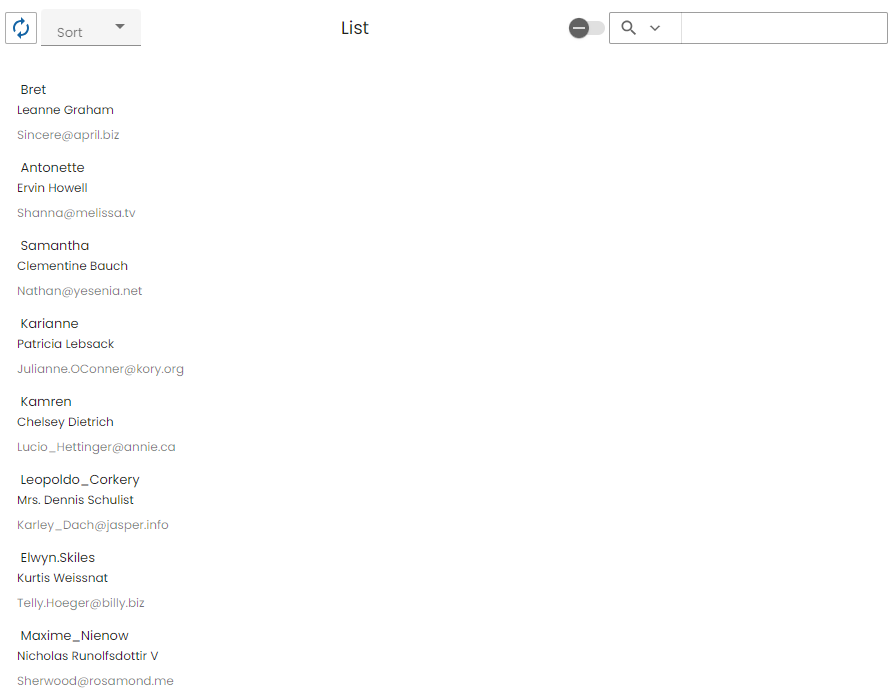 Sort
List
Bret
Leanne Graham
Sincere@april.biz
Antonette
Ervin Howell
Shanna@melissa.tv
Samantha
Clementine Bauch
Nathan@yesenia.net
Karianne
Patricia Lebsack
Julianne.OConner@kory.org
Kamren
Chelsey Dietrich
Lucio_Hettinger@annie.ca
Leopoldo_Corkery
Mrs. Dennis Schulist
Karley_Dach@jasper.info
Elwyn.Skiles
Kurtis Weissnat
Telly.Hoeger@billy.biz
Maxime_Nienow
Nicholas Runolfsdottir V
Sherwood@rosamond.me